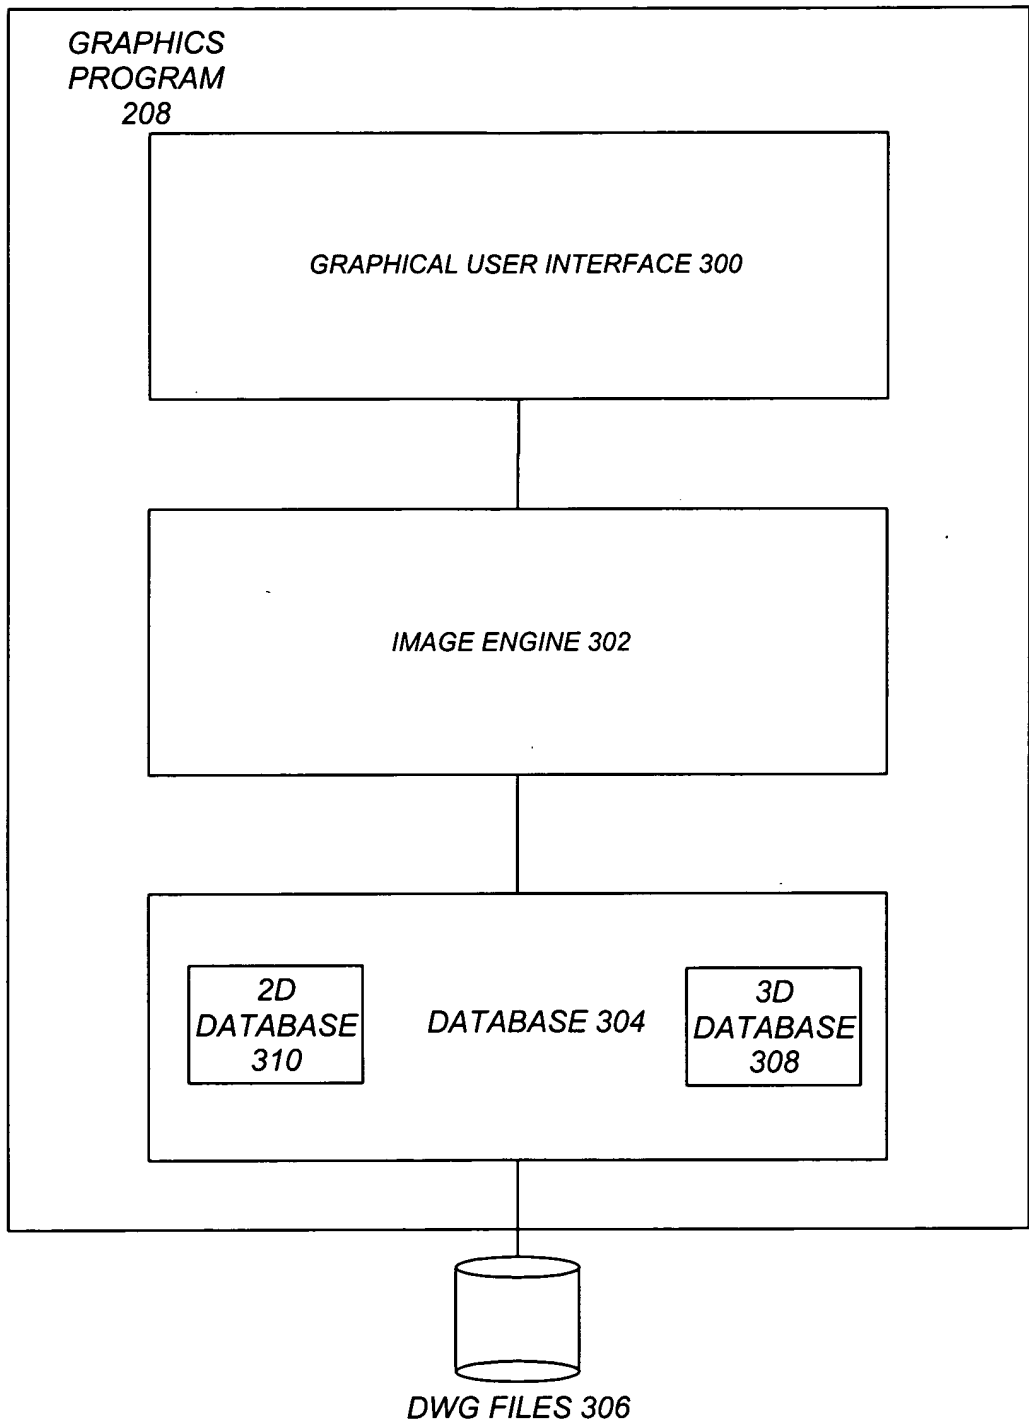 GRAPHICS
PROGRAM
208
GRAPHICAL USER INTERFACE 300
IMAGE ENGINE 302
2D
DATABASE
310
DATABASE 304
3D
DATABASE
308
DWG FILES 306